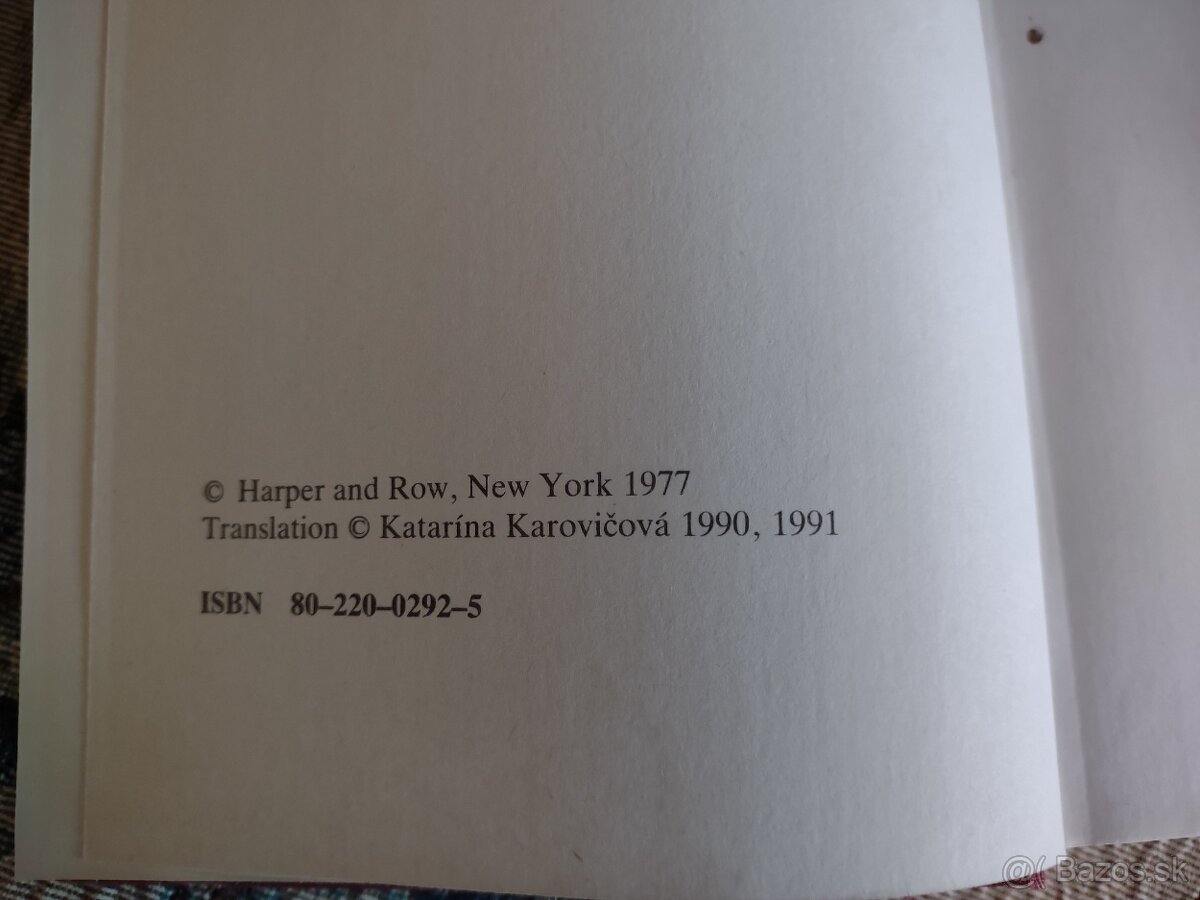 © Harper and Row, New York 1977
Translation © Katarína Karovičová 1990, 1991
ISBN 80–220–0292–5
Bazos.sk